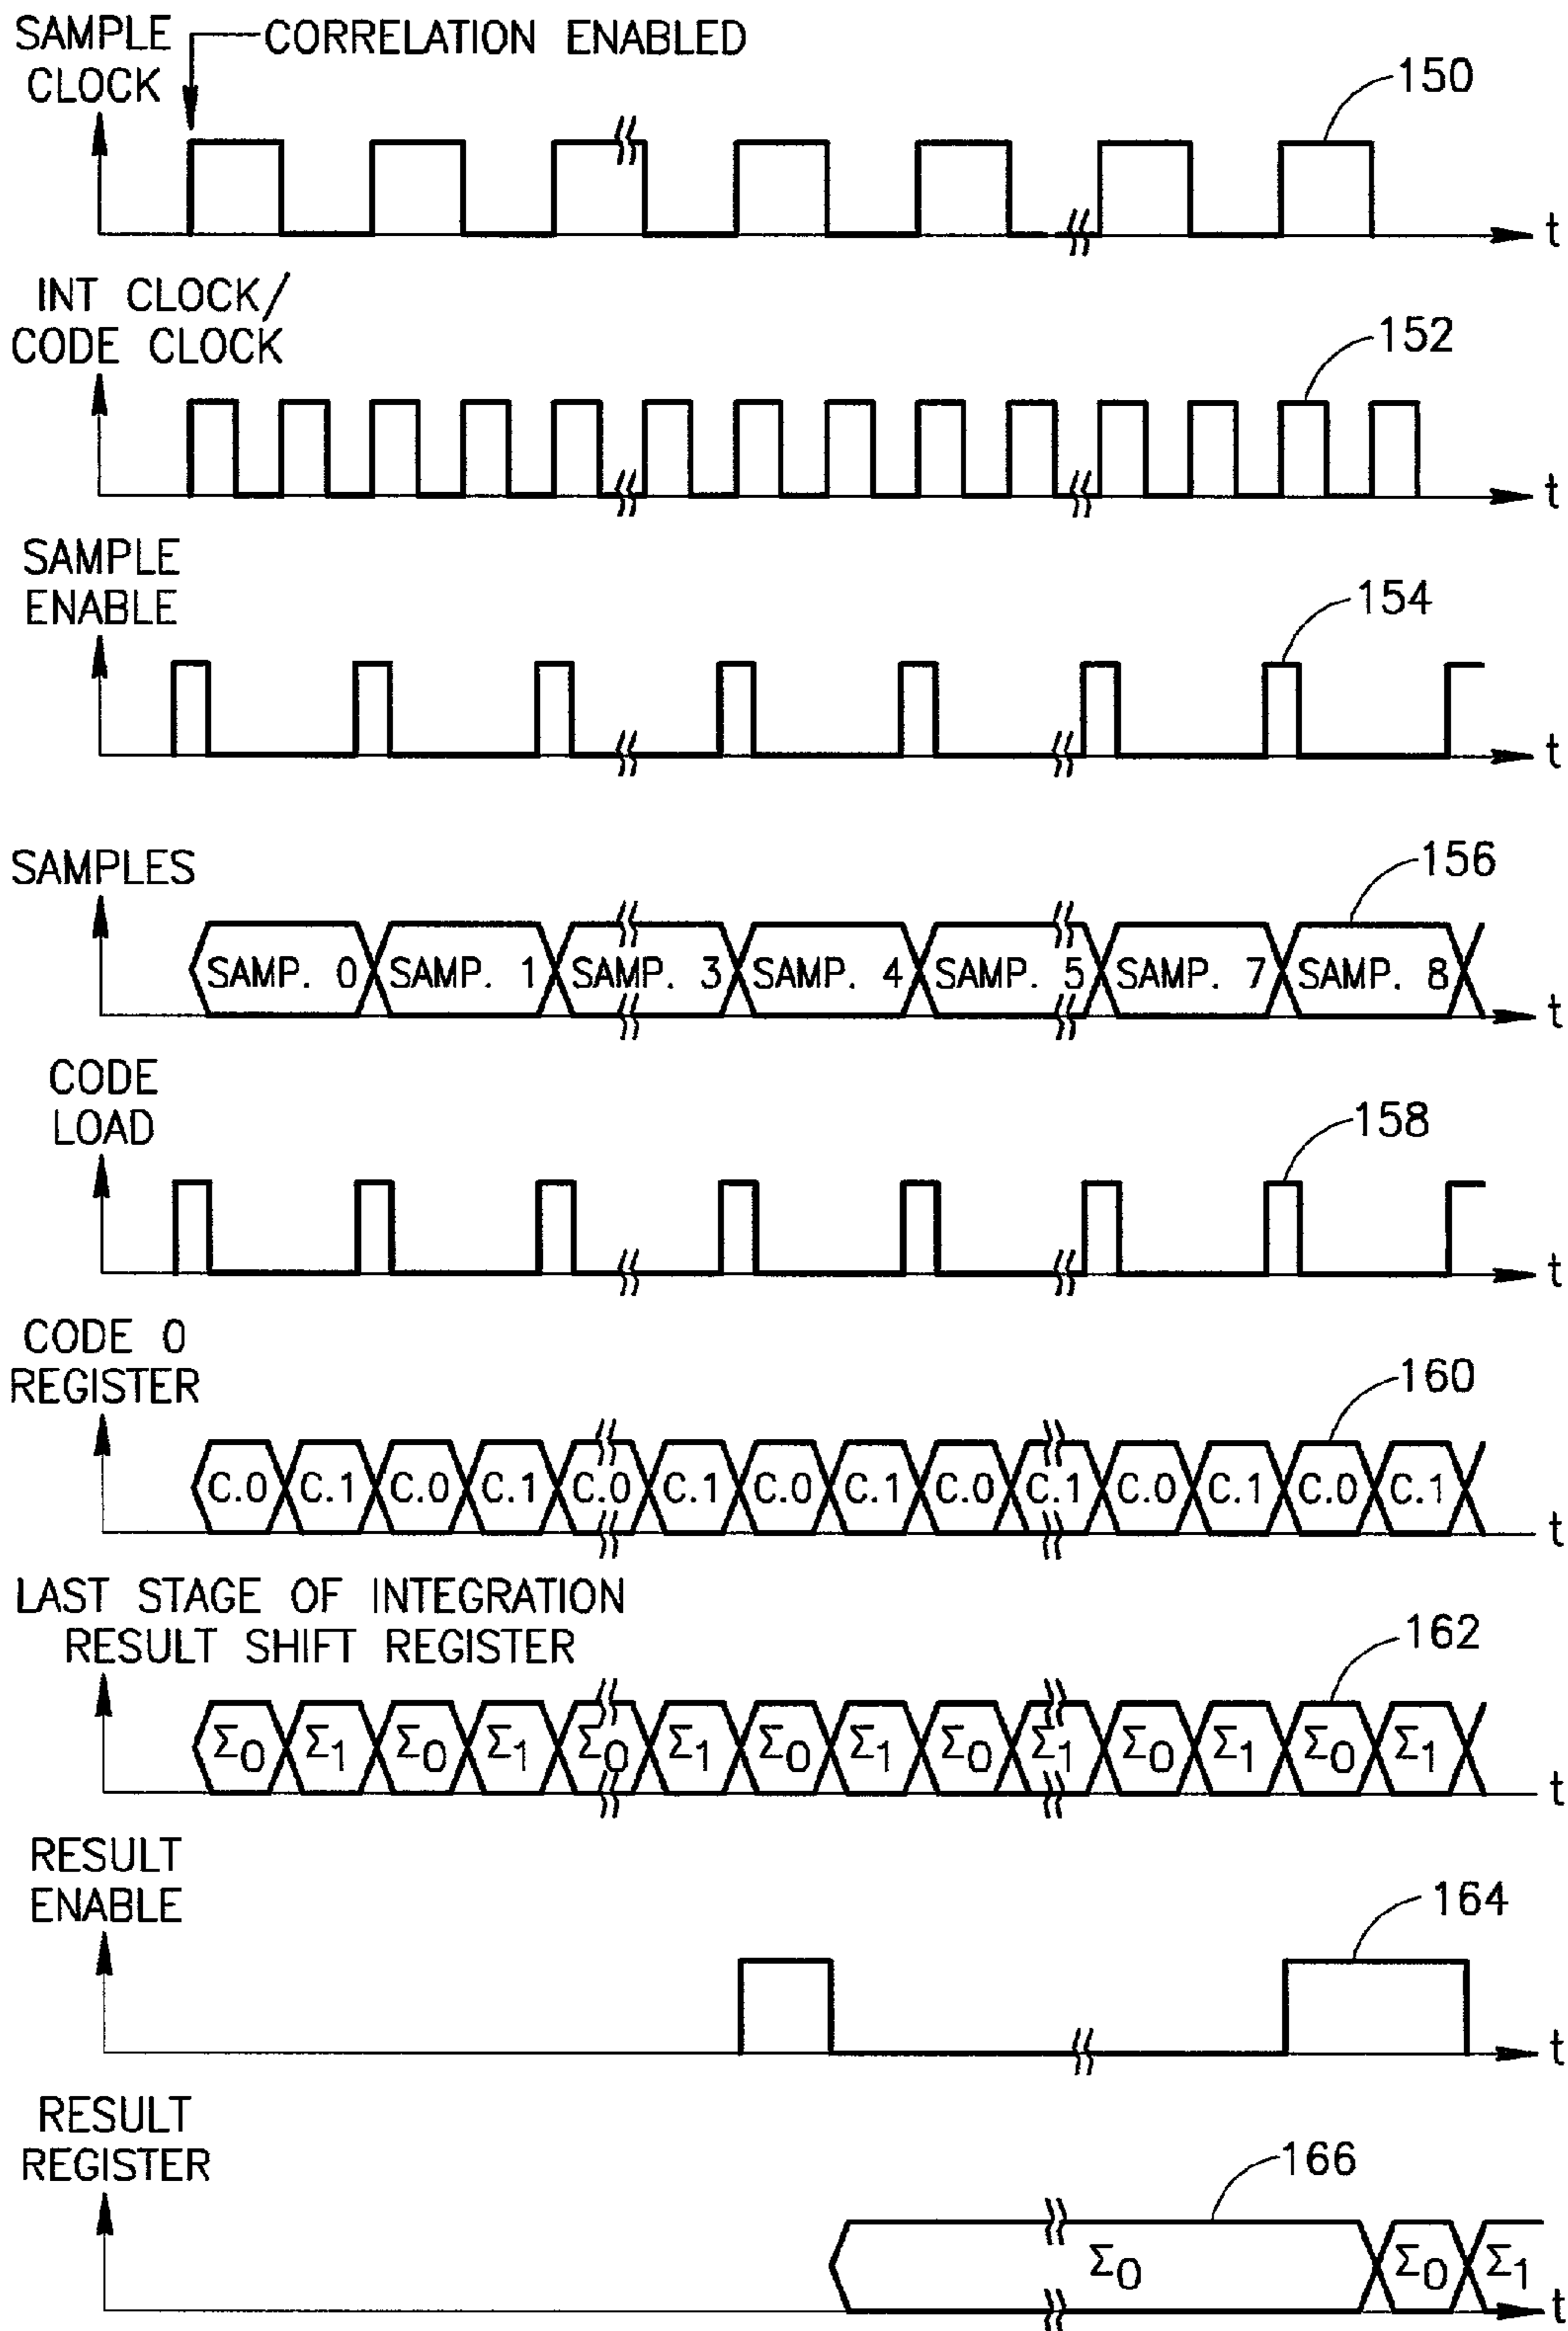 SAMPLE
CLOCK
CORRELATION ENABLED
150
t
INT CLOCK/
CODE CLOCK
152
t
SAMPLE
ENABLE
154
t
SAMPLES
156
SAMP. 0 SAMP. 1 SAMP. 3 SAMP. 4 SAMP. 5 SAMP. 7 SAMP. 8
t
CODE
LOAD
158
t
CODE 0
REGISTER
160
C.0 C.1 C.0 C.1 C.0 C.1 C.0 C.1 C.0 C.1 C.0 C.1 C.0 C.1
t
LAST STAGE OF INTEGRATION
RESULT SHIFT REGISTER
162
Σ0 Σ1 Σ0 Σ1 Σ0 Σ1 Σ0 Σ1 Σ0 Σ1 Σ0 Σ1 Σ0 Σ1
t
RESULT
ENABLE
164
t
RESULT
REGISTER
166
Σ0 Σ0 Σ1
t